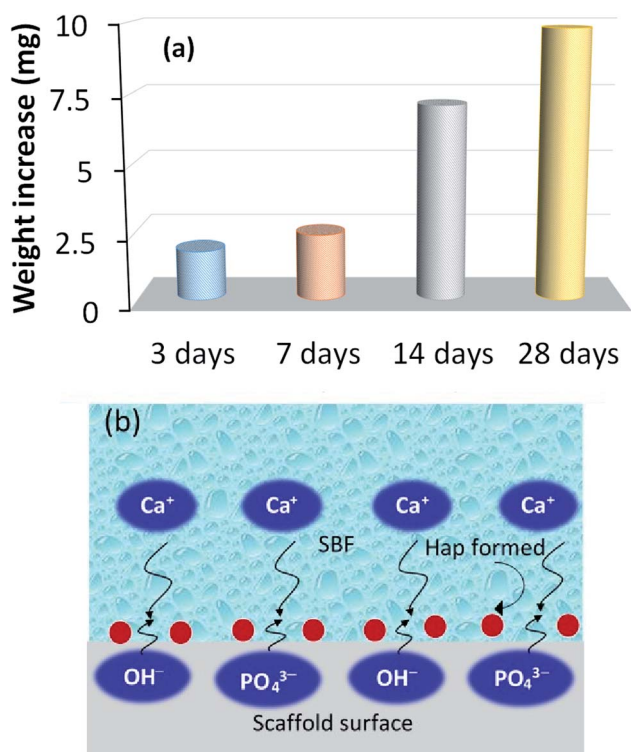 (a)
Weight increase (mg)
10
7.5
5
2.5
0
3 days 7 days 14 days 28 days
(b)
Ca⁺ Ca⁺ Ca⁺ Ca⁺
SBF Hap formed
OH⁻ PO₄³⁻ OH⁻ PO₄³⁻
Scaffold surface